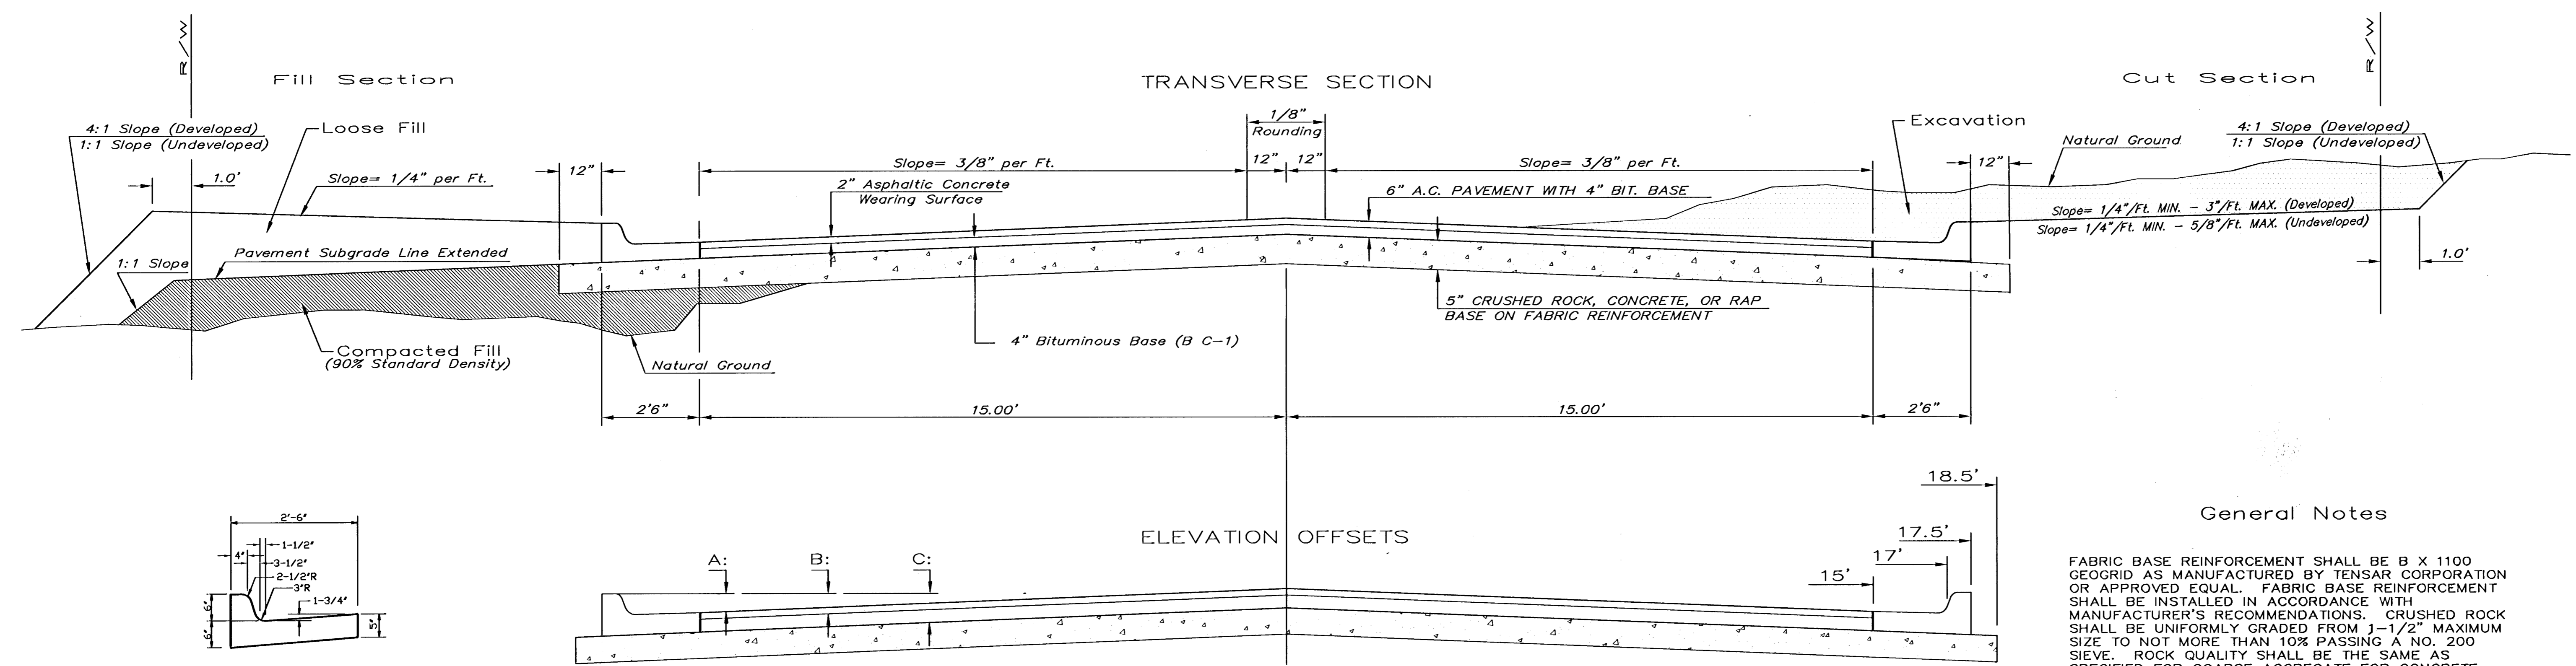 R/W
Fill Section
TRANSVERSE SECTION
Cut Section
R/W
4:1 Slope (Developed)
1:1 Slope (Undeveloped)
Loose Fill
1/8"
Rounding
12" 12"
Excavation
Natural Ground
4:1 Slope (Developed)
1:1 Slope (Undeveloped)
1.0'
Slope= 1/4" per Ft.
12"
Slope= 3/8" per Ft.
Slope= 3/8" per Ft.
12"
2" Asphaltic Concrete
Wearing Surface
6" A.C. PAVEMENT WITH 4" BIT. BASE
Slope= 1/4"/Ft. MIN. - 3"/Ft. MAX. (Developed)
Slope= 1/4"/Ft. MIN. - 5/8"/Ft. MAX. (Undeveloped)
1:1 Slope
Pavement Subgrade Line Extended
1.0'
5" CRUSHED ROCK, CONCRETE, OR RAP
BASE ON FABRIC REINFORCEMENT
4" Bituminous Base (B C-1)
Compacted Fill
(90% Standard Density)
Natural Ground
2'6"
15.00'
15.00'
2'6"
18.5'
ELEVATION OFFSETS
17.5'
17'
15'
A:
B:
C:
2'-6"
1-1/2"
4"
3-1/2"
2-1/2"R
3"R
1-3/4"
6"
6"
5"
General Notes
FABRIC BASE REINFORCEMENT SHALL BE B X 1100
GEOGRID AS MANUFACTURED BY TENSAR CORPORATION
OR APPROVED EQUAL. FABRIC BASE REINFORCEMENT
SHALL BE INSTALLED IN ACCORDANCE WITH
MANUFACTURER'S RECOMMENDATIONS. CRUSHED ROCK
SHALL BE UNIFORMLY GRADED FROM 1-1/2" MAXIMUM
SIZE TO NOT MORE THAN 10% PASSING A NO. 200
SIEVE. ROCK QUALITY SHALL BE THE SAME AS